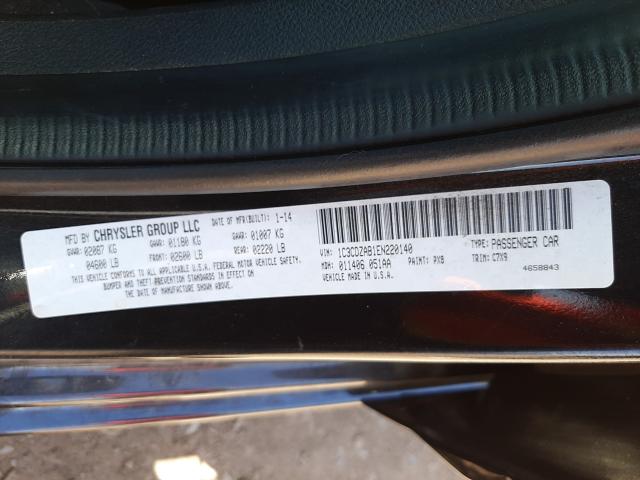 MFD BY CHRYSLER GROUP LLC DATE OF MFR(BUILT): 1-14
GVWR: 02087 KG GAWR: 01180 KG GAWR: 01007 KG
04600 LB 02600 LB 02220 LB
THIS VEHICLE CONFORMS TO ALL APPLICABLE U.S.A. FEDERAL MOTOR VEHICLE SAFETY,
BUMPER AND THEFT PREVENTION STANDARDS IN EFFECT ON
THE DATE OF MANUFACTURE SHOWN ABOVE.
VIN: 1C3CDZAB1EN220140 TYPE: PASSENGER CAR
MDH: 011406 051AA PAINT: PX8 TRIM: C7X9
VEHICLE MADE IN U.S.A. 4658843